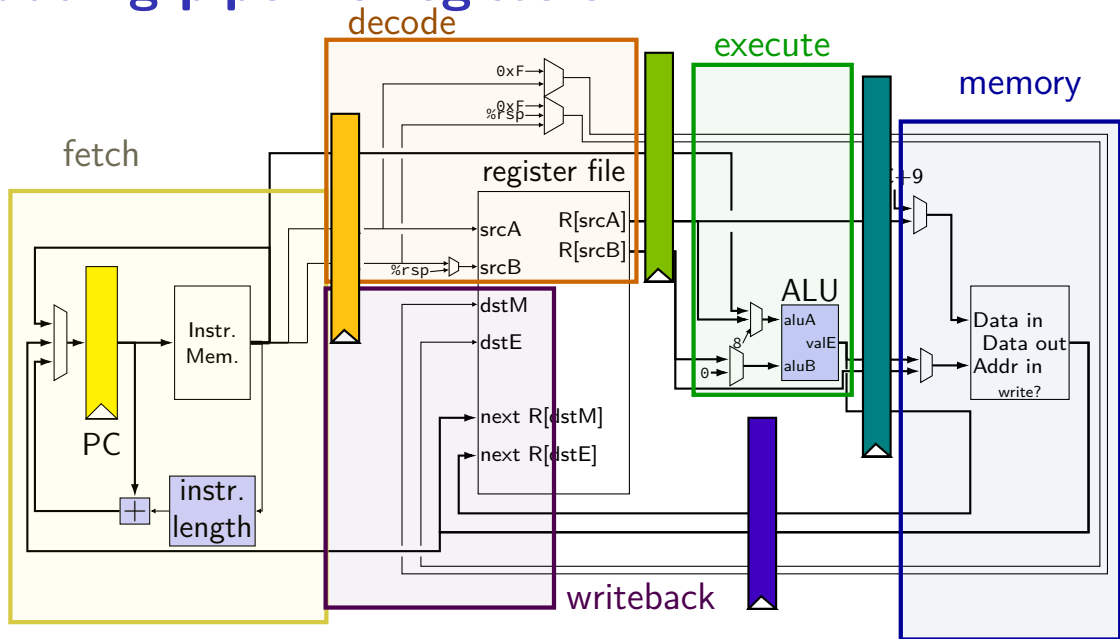 decode
execute
memory
fetch
0xF
0xF
%rsp
register file
R[srcA]
R[srcB]
srcA
srcB
%rsp
dstM
dstE
next R[dstM]
next R[dstE]
+9
ALU
aluA
valE
aluB
8
0
Instr.
Mem.
PC
instr.
length
+
Data in
Data out
Addr in
write?
writeback